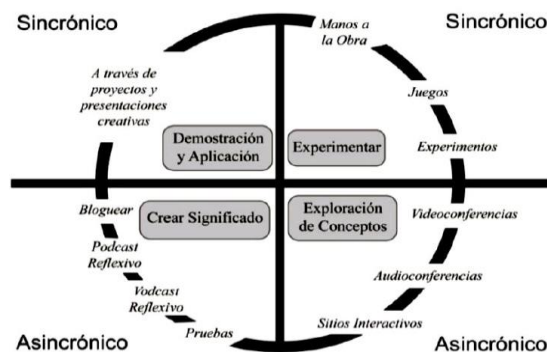 Sincrónico
Sincrónico
Manos a
la Obra
A través de
proyectos y
presentaciones
creativas
Juegos
Demostración
y Aplicación
Experimentar
Experimentos
Bloguear
Crear Significado
Exploración
de Conceptos
Videoconferencias
Podcast
Reflexivo
Vodcast
Reflexivo
Audioconferencias
Pruebas
Sitios Interactivos
Asincrónico
Asincrónico